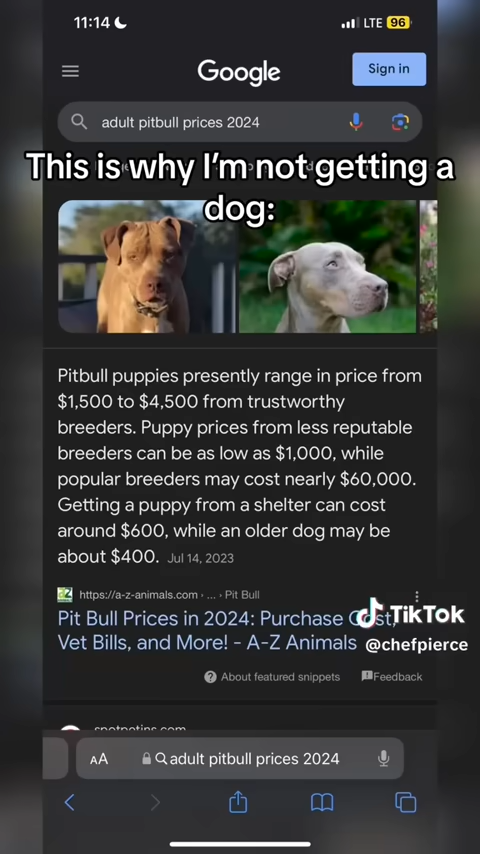 11:14
LTE 96
Google
Sign in
adult pitbull prices 2024
This is why I'm not getting a
dog:
Pitbull puppies presently range in price from
$1,500 to $4,500 from trustworthy
breeders. Puppy prices from less reputable
breeders can be as low as $1,000, while
popular breeders may cost nearly $60,000.
Getting a puppy from a shelter can cost
around $600, while an older dog may be
about $400. Jul 14, 2023
https://a-z-animals.com › ... › Pit Bull
Pit Bull Prices in 2024: Purchase Cost,
Vet Bills, and More! - A-Z Animals
TikTok
@chefpierce
About featured snippets
Feedback
spotpetins.com
AA
adult pitbull prices 2024